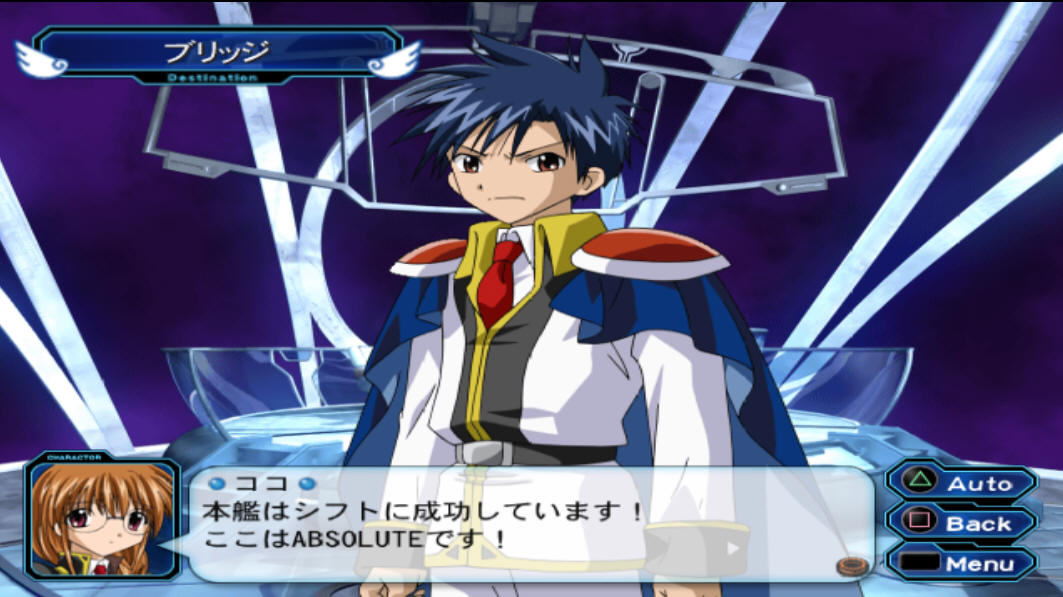 ブリッジ
Destination
CHARACTOR
ココ
本艦はシフトに成功しています！
ここはABSOLUTEです！
Auto
Back
Menu